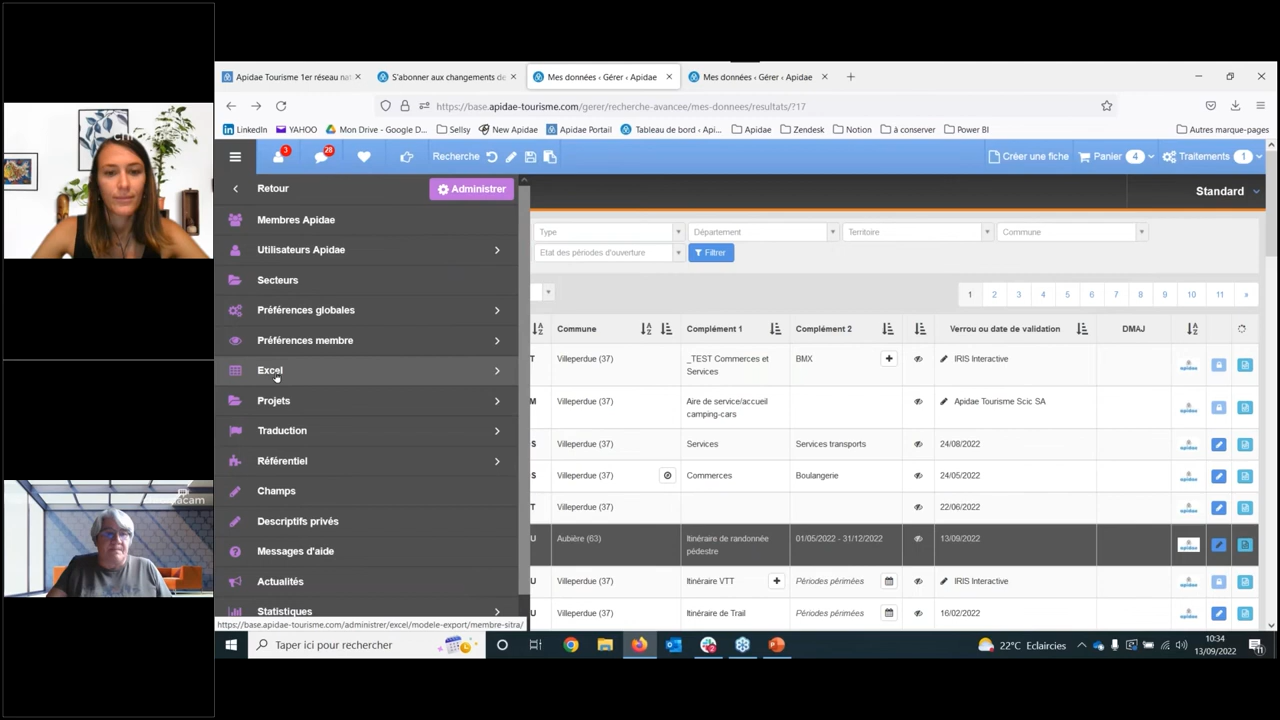 Apidae Tourisme 1er réseau nat
S'abonner aux changements de
Mes données ‹ Gérer ‹ Apidae
Mes données ‹ Gérer ‹ Apidae
https://base.apidae-tourisme.com/gerer/recherche-avancee/mes-donnees/resultats/?17
LinkedIn YAHOO Mon Drive - Google D... Sellsy New Apidae Apidae Portail Tableau de bord ‹ Api... Apidae Zendesk Notion à conserver Power BI Autres marque-pages
3 28 Recherche Créer une fiche Panier 4 Traitements 1
Retour Administrer Standard
Membres Apidae
Utilisateurs Apidae
Secteurs
Préférences globales
Préférences membre
Excel
Projets
Traduction
Référentiel
Champs
Descriptifs privés
Messages d'aide
Actualités
Statistiques
https://base.apidae-tourisme.com/administrer/excel/modele-export/membre-sitra/
Type Département Territoire Commune
Etat des périodes d'ouverture Filtrer
1 2 3 4 5 6 7 8 9 10 11 »
Commune Complément 1 Complément 2 Verrou ou date de validation DMAJ
T Villeperdue (37) _TEST Commerces et BMX IRIS Interactive
Services
M Villeperdue (37) Aire de service/accueil Apidae Tourisme Scic SA
camping-cars
S Villeperdue (37) Services Services transports 24/08/2022
S Villeperdue (37) Commerces Boulangerie 24/05/2022
T Villeperdue (37) 22/06/2022
U Aubière (63) Itinéraire de randonnée 01/05/2022 - 31/12/2022 13/09/2022
pédestre
U Villeperdue (37) Itinéraire VTT Périodes périmées IRIS Interactive
U Villeperdue (37) Itinéraire de Trail Périodes périmées 16/02/2022
Taper ici pour rechercher 22°C Eclaircies 10:34
13/09/2022